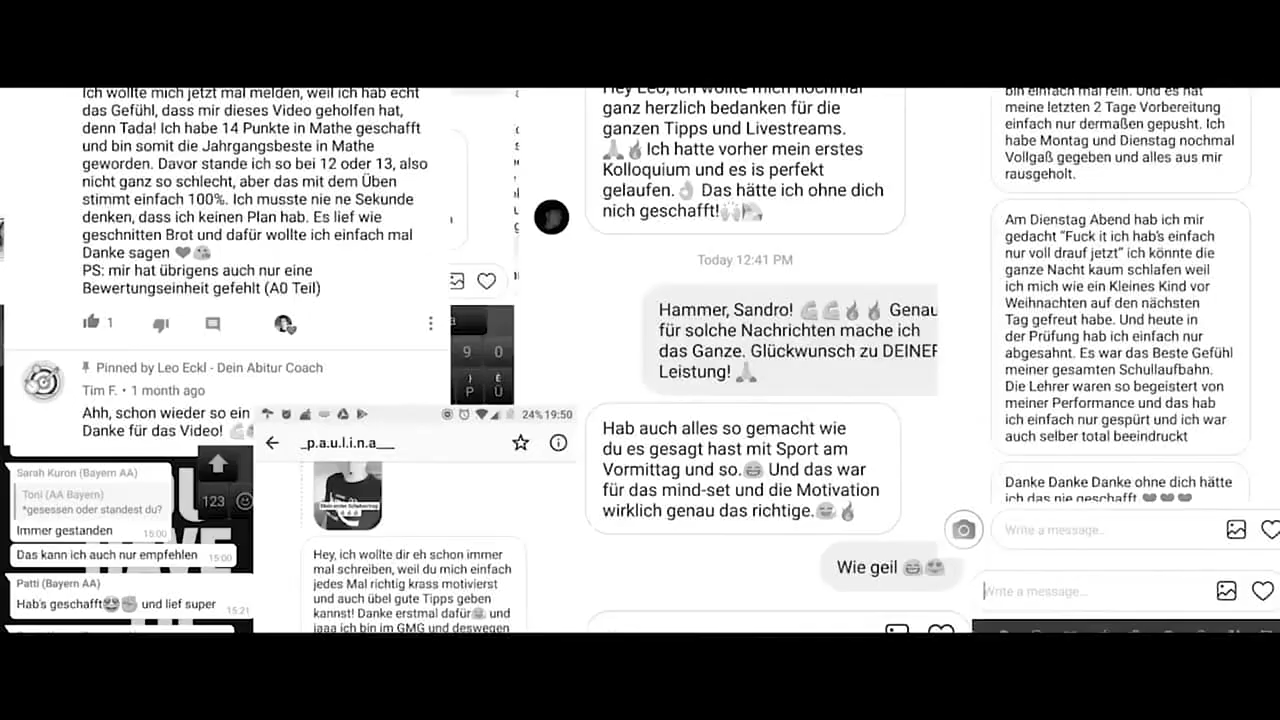 Ich wollte mich jetzt mal melden, weil ich hab echt
das Gefühl, dass mir dieses Video geholfen hat,
denn Tada! Ich habe 14 Punkte in Mathe geschafft
und bin somit die Jahrgangsbeste in Mathe
geworden. Davor stande ich so bei 12 oder 13, also
nicht ganz so schlecht, aber das mit dem Üben
stimmt einfach 100%. Ich musste nie ne Sekunde
denken, dass ich keinen Plan hab. Es lief wie
geschnitten Brot und dafür wollte ich einfach mal
Danke sagen ❤😘
PS: mir hat übrigens auch nur eine
Bewertungseinheit gefehlt (A0 Teil)
1
Pinned by Leo Eckl - Dein Abitur Coach
Tim F. • 1 month ago
Ahh, schon wieder so ein
Danke für das Video! 💪
9 0
P Ü
123
Sarah Kuron (Bayern AA)
Toni (AA Bayern)
*gesessen oder standest du?
Immer gestanden 15:00
Das kann ich auch nur empfehlen 15:00
Patti (Bayern AA)
Hab's geschafft😍✊ und lief super 15:21
24% 19:50
_p.a.u.l.i.n.a___
Hey, ich wollte dir eh schon immer
mal schreiben, weil du mich einfach
jedes Mal richtig krass motivierst
und auch übel gute Tipps geben
kannst! Danke erstmal dafür🤗 und
jaaa ich bin im GMG und deswegen
Hey Leo, ich wollte mich nochmal
ganz herzlich bedanken für die
ganzen Tipps und Livestreams.
🙏🔥Ich hatte vorher mein erstes
Kolloquium und es is perfekt
gelaufen.👌 Das hätte ich ohne dich
nich geschafft!🙌
Today 12:41 PM
Hammer, Sandro! 💪💪🔥🔥 Genau
für solche Nachrichten mache ich
das Ganze. Glückwunsch zu DEINER
Leistung! 🙏
Hab auch alles so gemacht wie
du es gesagt hast mit Sport am
Vormittag und so.😄 Und das war
für das mind-set und die Motivation
wirklich genau das richtige.😄🔥
Wie geil 😄😍
bin einfach mal rein. Und es hat
meine letzten 2 Tage Vorbereitung
einfach nur dermaßen gepusht. Ich
habe Montag und Dienstag nochmal
Vollgaß gegeben und alles aus mir
rausgeholt.
Am Dienstag Abend hab ich mir
gedacht "Fuck it ich hab's einfach
nur voll drauf jetzt" ich könnte die
ganze Nacht kaum schlafen weil
ich mich wie ein Kleines Kind vor
Weihnachten auf den nächsten
Tag gefreut habe. Und heute in
der Prüfung hab ich einfach nur
abgesahnt. Es war das Beste Gefühl
meiner gesamten Schullaufbahn.
Die Lehrer waren so begeistert von
meiner Performance und das hab
ich einfach nur gespürt und ich war
auch selber total beeindruckt
Danke Danke Danke ohne dich hätte
ich das nie geschafft ❤❤❤
Write a message...
Write a message...